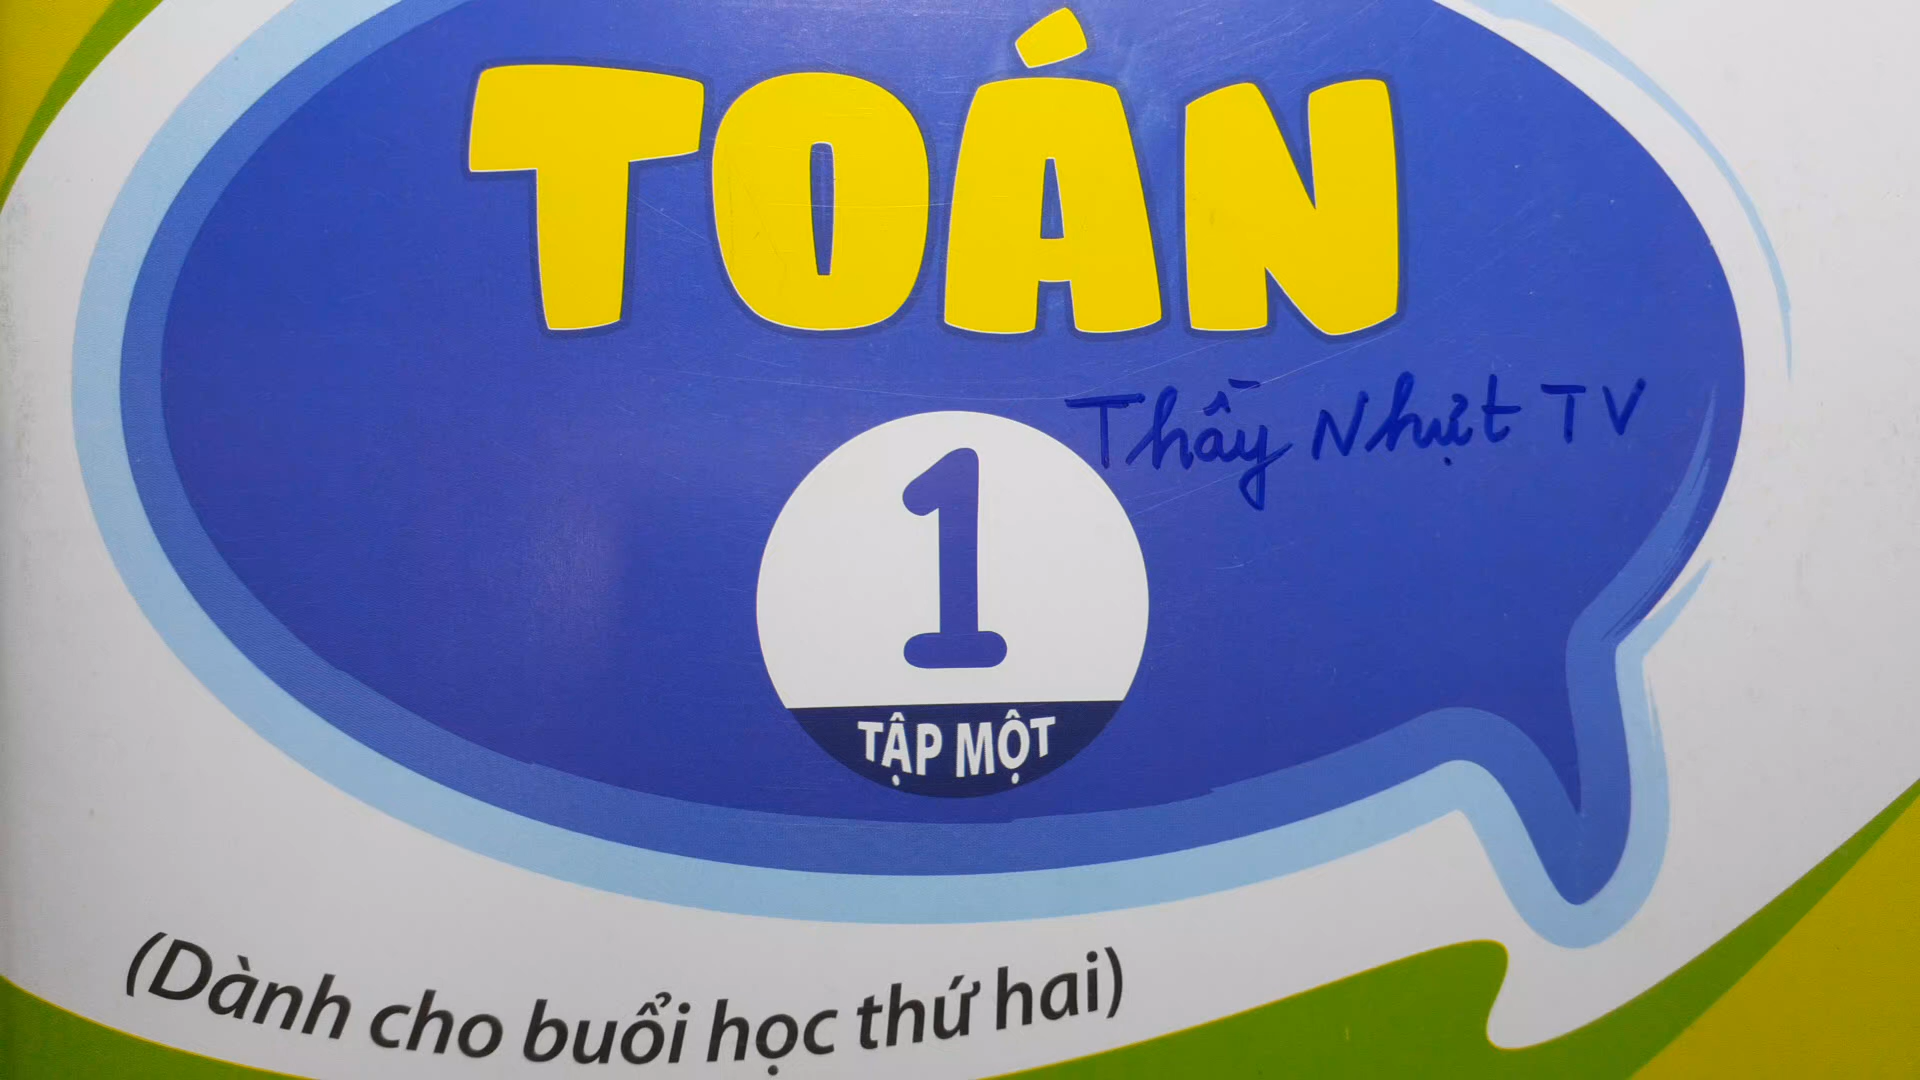 TOÁN
Thầy Nhựt TV
1
TẬP MỘT
(Dành cho buổi học thứ hai)